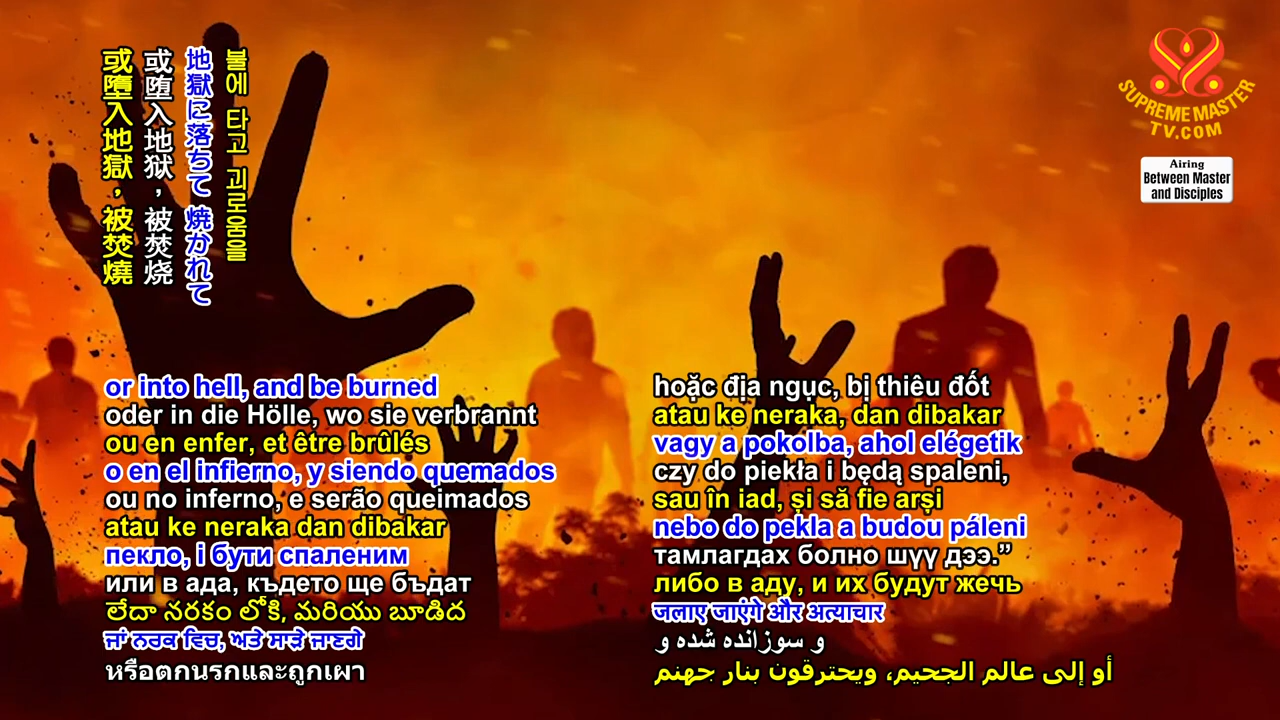 或墮入地獄，被焚燒
或堕入地狱，被焚烧
地獄に落ちて 焼かれて
불에 타고 괴로움을
SUPREME MASTER
TV.COM
Airing
Between Master
and Disciples
or into hell, and be burned
oder in die Hölle, wo sie verbrannt
ou en enfer, et être brûlés
o en el infierno, y siendo quemados
ou no inferno, e serão queimados
atau ke neraka dan dibakar
пекло, і бути спаленим
или в ада, където ще бъдат
లేదా నరకం లోకి, మరియు బూడిద
ਜਾਂ ਨਰਕ ਵਿਚ, ਅਤੇ ਸਾੜੇ ਜਾਣਗੇ
หรือตกนรกและถูกเผา
hoặc địa ngục, bị thiêu đốt
atau ke neraka, dan dibakar
vagy a pokolba, ahol elégetik
czy do piekła i będą spaleni,
sau în iad, și să fie arși
nebo do pekla a budou páleni
тамлагдах болно шүү дээ.”
либо в аду, и их будут жечь
जलाए जाएंगे और अत्याचार
و سوزانده شده و
أو إلى عالم الجحيم، ويحترقون بنار جهنم